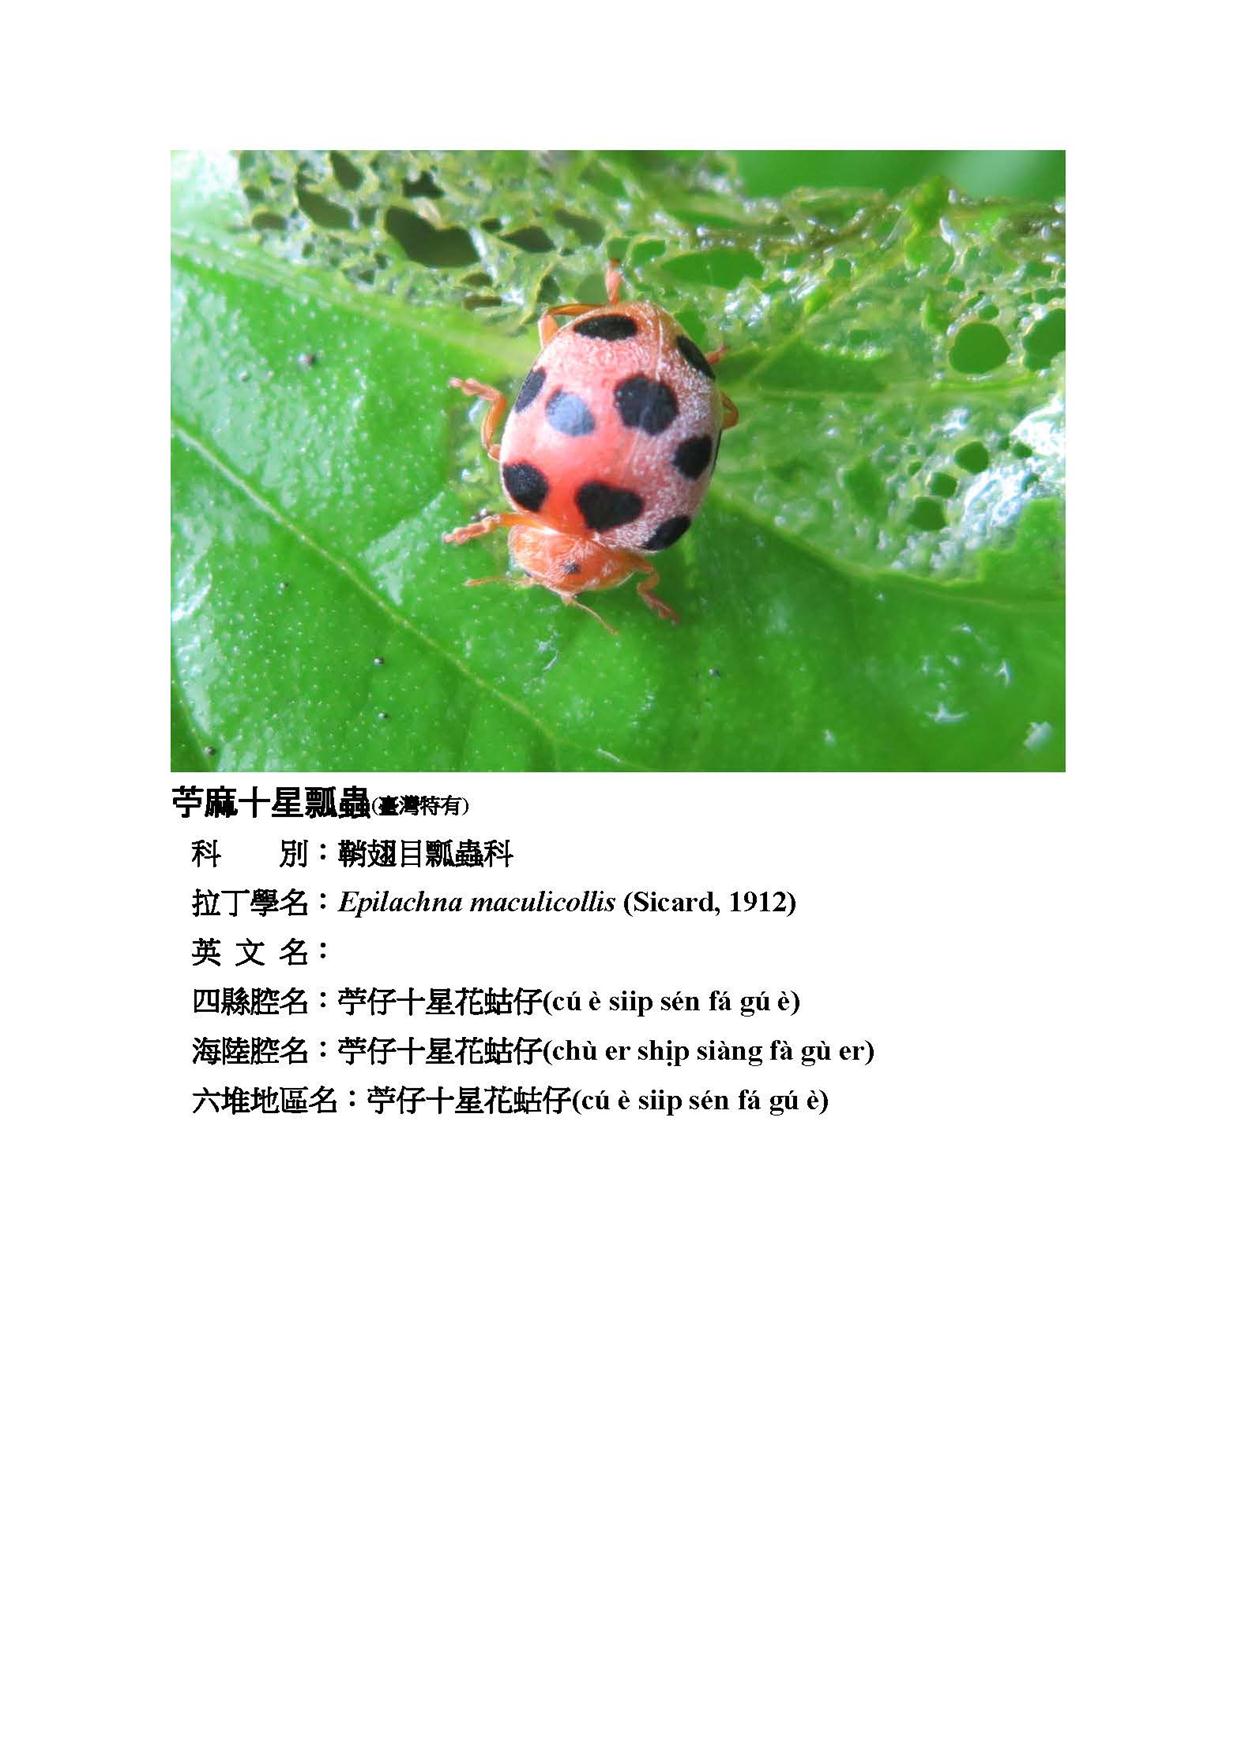 苧麻十星瓢蟲(臺灣特有)
科　　別：鞘翅目瓢蟲科
拉丁學名：Epilachna maculicollis (Sicard, 1912)
英 文 名：
四縣腔名：苧仔十星花蛄仔(cú è siip sén fá gú è)
海陸腔名：苧仔十星花蛄仔(chù er shi̍p siàng fà gù er)
六堆地區名：苧仔十星花蛄仔(cú è siip sén fá gú è)